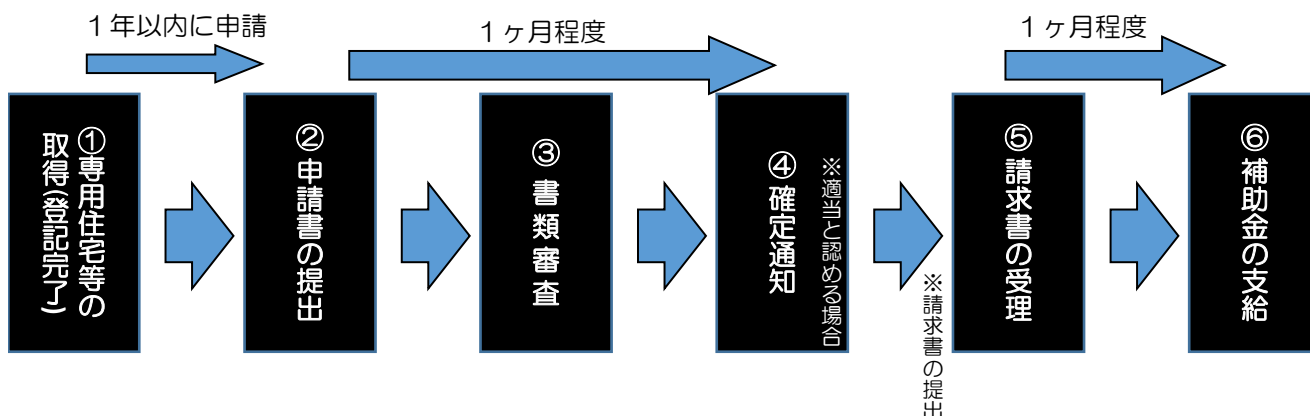 １年以内に申請
１ヶ月程度
１ヶ月程度
①専用住宅等の
取得(登記完了)
②申請書の提出
③書類審査
④確定通知
※適当と認める場合
※請求書の提出
⑤請求書の受理
⑥補助金の支給